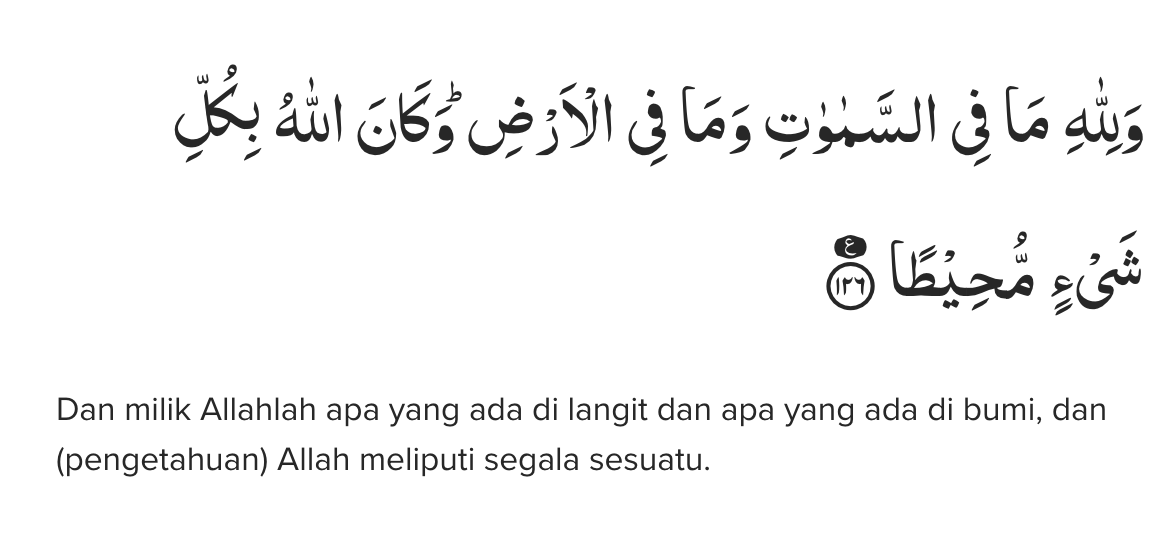 وَلِلّٰهِ مَا فِى السَّمٰوٰتِ وَمَا فِى الْاَرْضِۗ وَكَانَ اللّٰهُ بِكُلِّ
شَىْءٍ مُّحِيْطًا ࣖ ١٢٦
Dan milik Allahlah apa yang ada di langit dan apa yang ada di bumi, dan
(pengetahuan) Allah meliputi segala sesuatu.